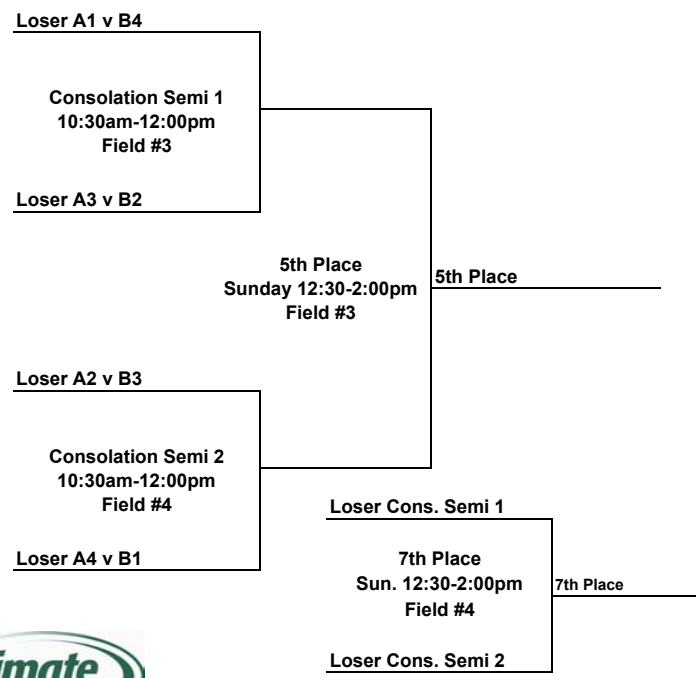 Loser A1 v B4
Consolation Semi 1
10:30am-12:00pm
Field #3
Loser A3 v B2
5th Place
Sunday 12:30-2:00pm
Field #3
5th Place
Loser A2 v B3
Consolation Semi 2
10:30am-12:00pm
Field #4
Loser A4 v B1
Loser Cons. Semi 1
7th Place
Sun. 12:30-2:00pm
Field #4
7th Place
Loser Cons. Semi 2